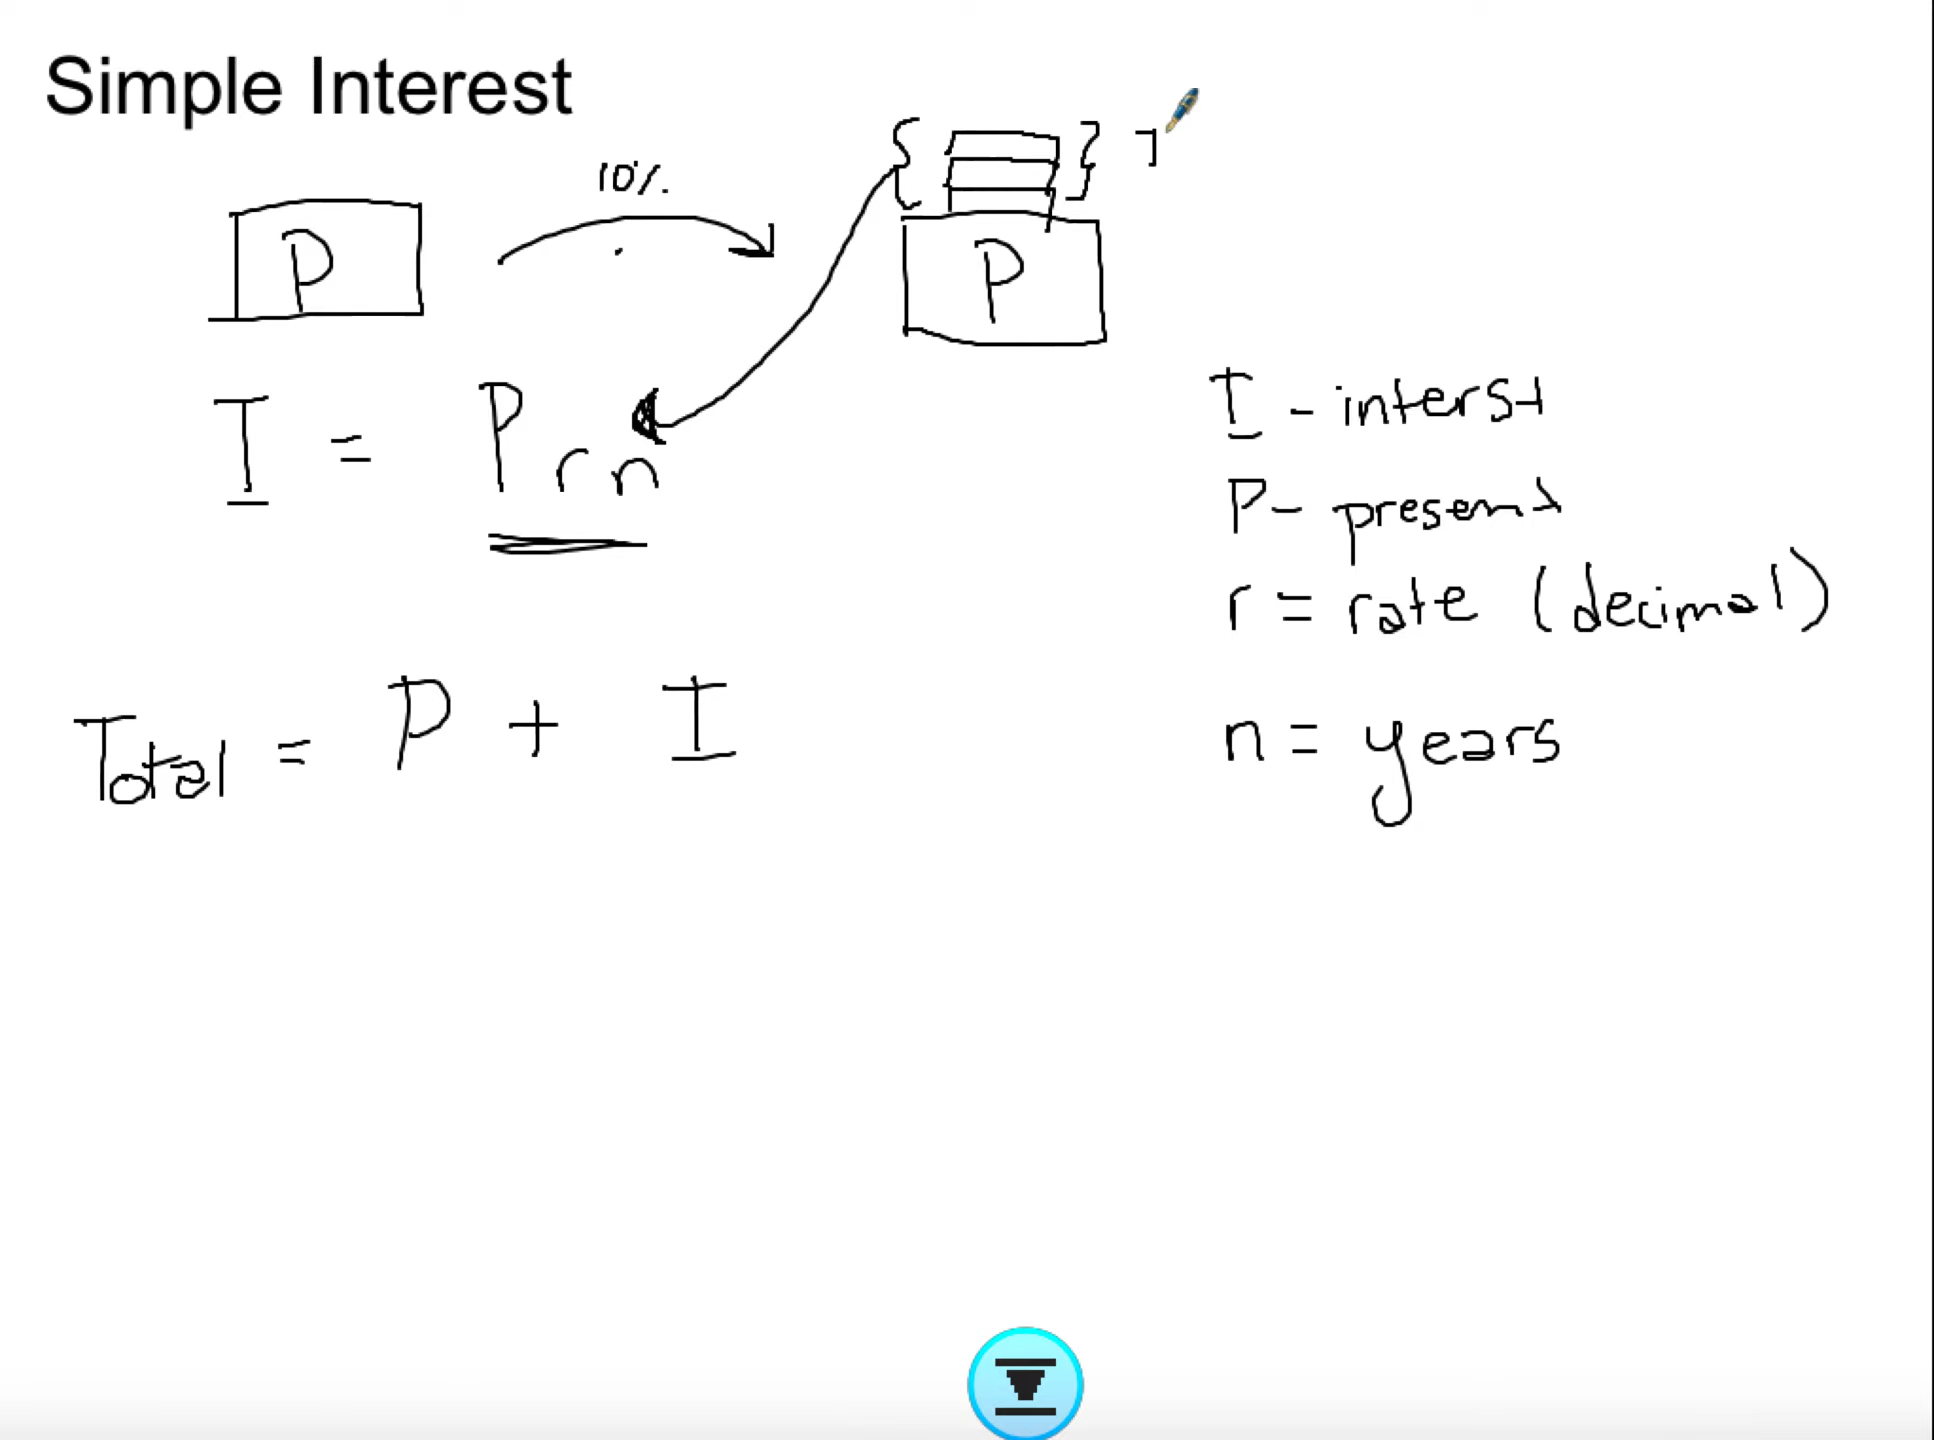 Simple Interest
10%
P
P
I = Prn
I - interst
P - present
r = rate (decimal)
Total = P + I
n = years